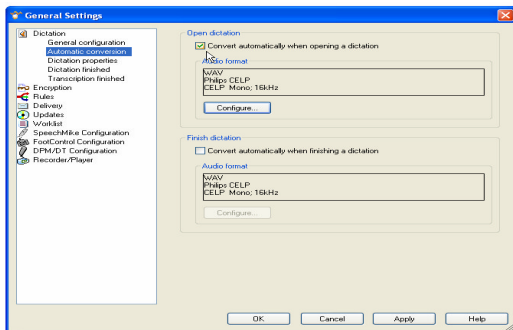 General Settings
Dictation
General configuration
Automatic conversion
Dictation properties
Dictation finished
Transcription finished
Encryption
Rules
Delivery
Updates
Worklist
SpeechMike Configuration
FootControl Configuration
DPM/DT Configuration
Recorder/Player
Open dictation
Convert automatically when opening a dictation
Audio format
WAV
Philips CELP
CELP Mono; 16kHz
Configure...
Finish dictation
Convert automatically when finishing a dictation
Audio format
WAV
Philips CELP
CELP Mono; 16kHz
Configure...
OK Cancel Apply Help